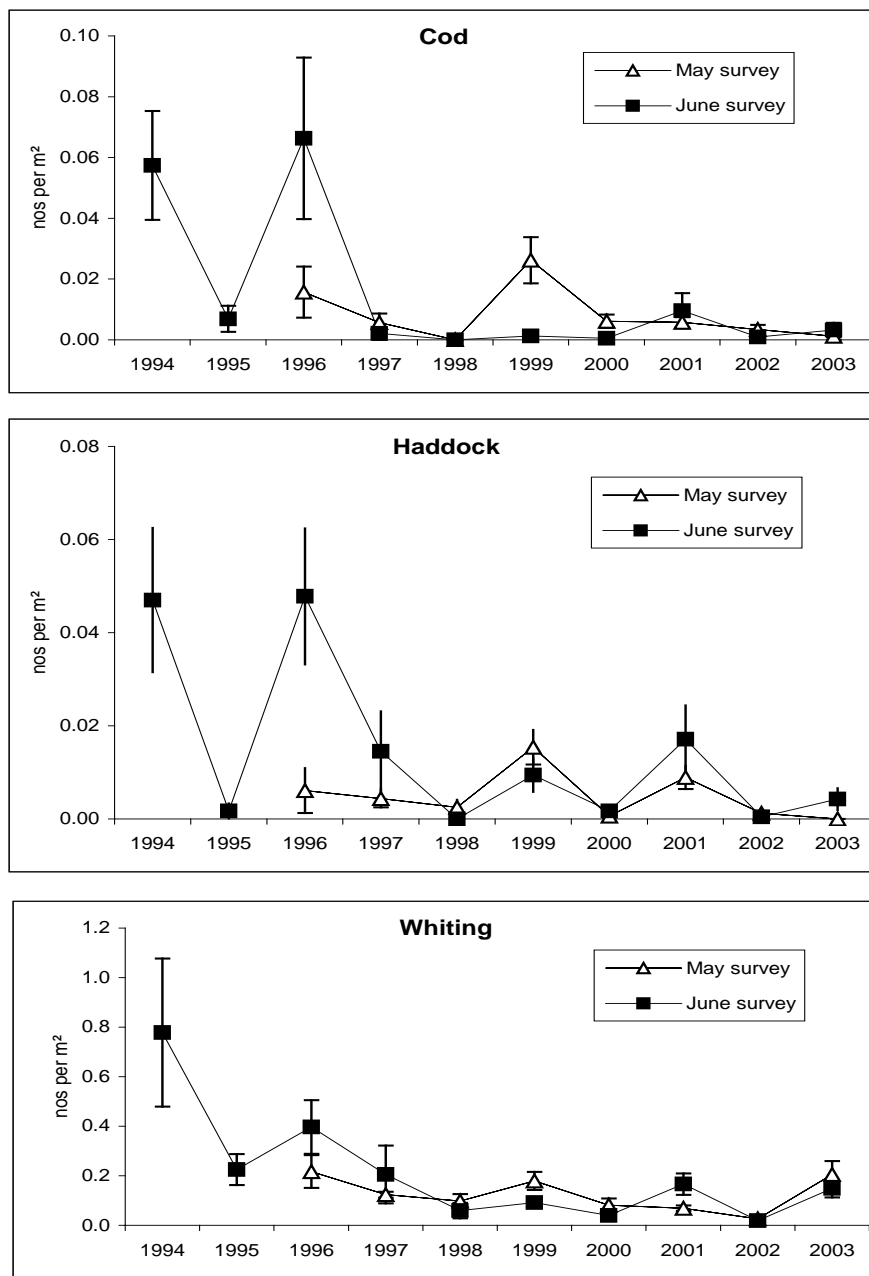 Cod
0.10
0.08
0.06
0.04
0.02
0.00
nos per m²
May survey
June survey
1994 1995 1996 1997 1998 1999 2000 2001 2002 2003
Haddock
0.08
0.06
0.04
0.02
0.00
nos per m²
May survey
June survey
1994 1995 1996 1997 1998 1999 2000 2001 2002 2003
Whiting
1.2
1.0
0.8
0.6
0.4
0.2
0.0
nos per m²
May survey
June survey
1994 1995 1996 1997 1998 1999 2000 2001 2002 2003